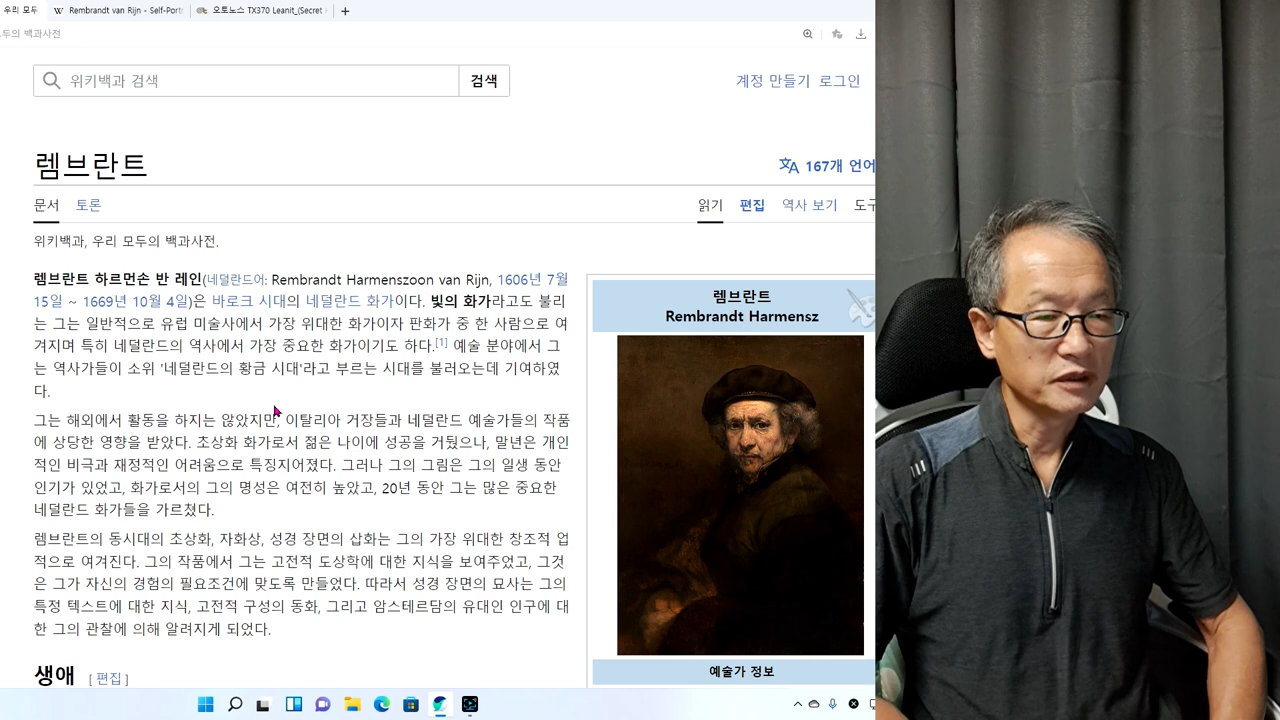 우리 모두
Rembrandt van Rijn - Self-Port
오토노스 TX370 Leanit_(Secret
모두의 백과사전
위키백과 검색
검색
계정 만들기 로그인
렘브란트
167개 언어
문서 토론
읽기 편집 역사 보기 도구
위키백과, 우리 모두의 백과사전.
렘브란트 하르먼손 반 레인(네덜란드어: Rembrandt Harmenszoon van Rijn, 1606년 7월
15일 ~ 1669년 10월 4일)은 바로크 시대의 네덜란드 화가이다. 빛의 화가라고도 불리
는 그는 일반적으로 유럽 미술사에서 가장 위대한 화가이자 판화가 중 한 사람으로 여
겨지며 특히 네덜란드의 역사에서 가장 중요한 화가이기도 하다.[1] 예술 분야에서 그
는 역사가들이 소위 '네덜란드의 황금 시대'라고 부르는 시대를 불러오는데 기여하였
다.
그는 해외에서 활동을 하지는 않았지만, 이탈리아 거장들과 네덜란드 예술가들의 작품
에 상당한 영향을 받았다. 초상화 화가로서 젊은 나이에 성공을 거뒀으나, 말년은 개인
적인 비극과 재정적인 어려움으로 특징지어졌다. 그러나 그의 그림은 그의 일생 동안
인기가 있었고, 화가로서의 그의 명성은 여전히 높았고, 20년 동안 그는 많은 중요한
네덜란드 화가들을 가르쳤다.
렘브란트의 동시대의 초상화, 자화상, 성경 장면의 삽화는 그의 가장 위대한 창조적 업
적으로 여겨진다. 그의 작품에서 그는 고전적 도상학에 대한 지식을 보여주었고, 그것
은 그가 자신의 경험의 필요조건에 맞도록 만들었다. 따라서 성경 장면의 묘사는 그의
특정 텍스트에 대한 지식, 고전적 구성의 동화, 그리고 암스테르담의 유대인 인구에 대
한 그의 관찰에 의해 알려지게 되었다.
생애 [ 편집 ]
렘브란트
Rembrandt Harmensz
예술가 정보